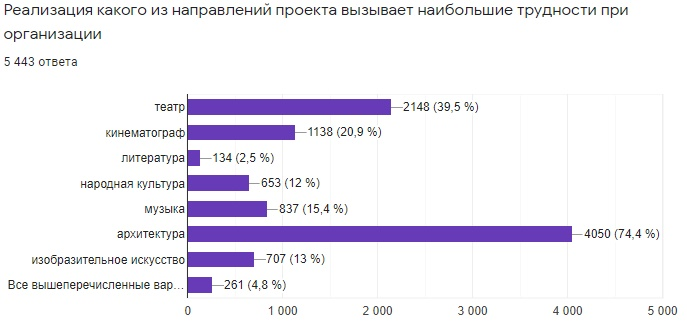 Реализация какого из направлений проекта вызывает наибольшие трудности при
организации
5 443 ответа
театр 2148 (39,5 %)
кинематограф 1138 (20,9 %)
литература 134 (2,5 %)
народная культура 653 (12 %)
музыка 837 (15,4 %)
архитектура 4050 (74,4 %)
изобразительное искусство 707 (13 %)
Все вышеперечисленные вар... 261 (4,8 %)
0 1 000 2 000 3 000 4 000 5 000